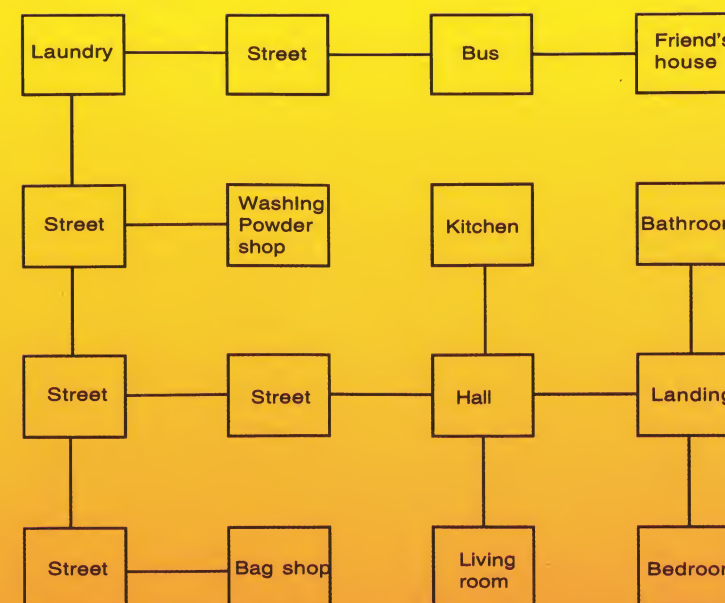 Laundry
Street
Bus
Friend's
house
Street
Washing
Powder
shop
Kitchen
Bathroom
Street
Street
Hall
Landing
Street
Bag shop
Living
room
Bedroom